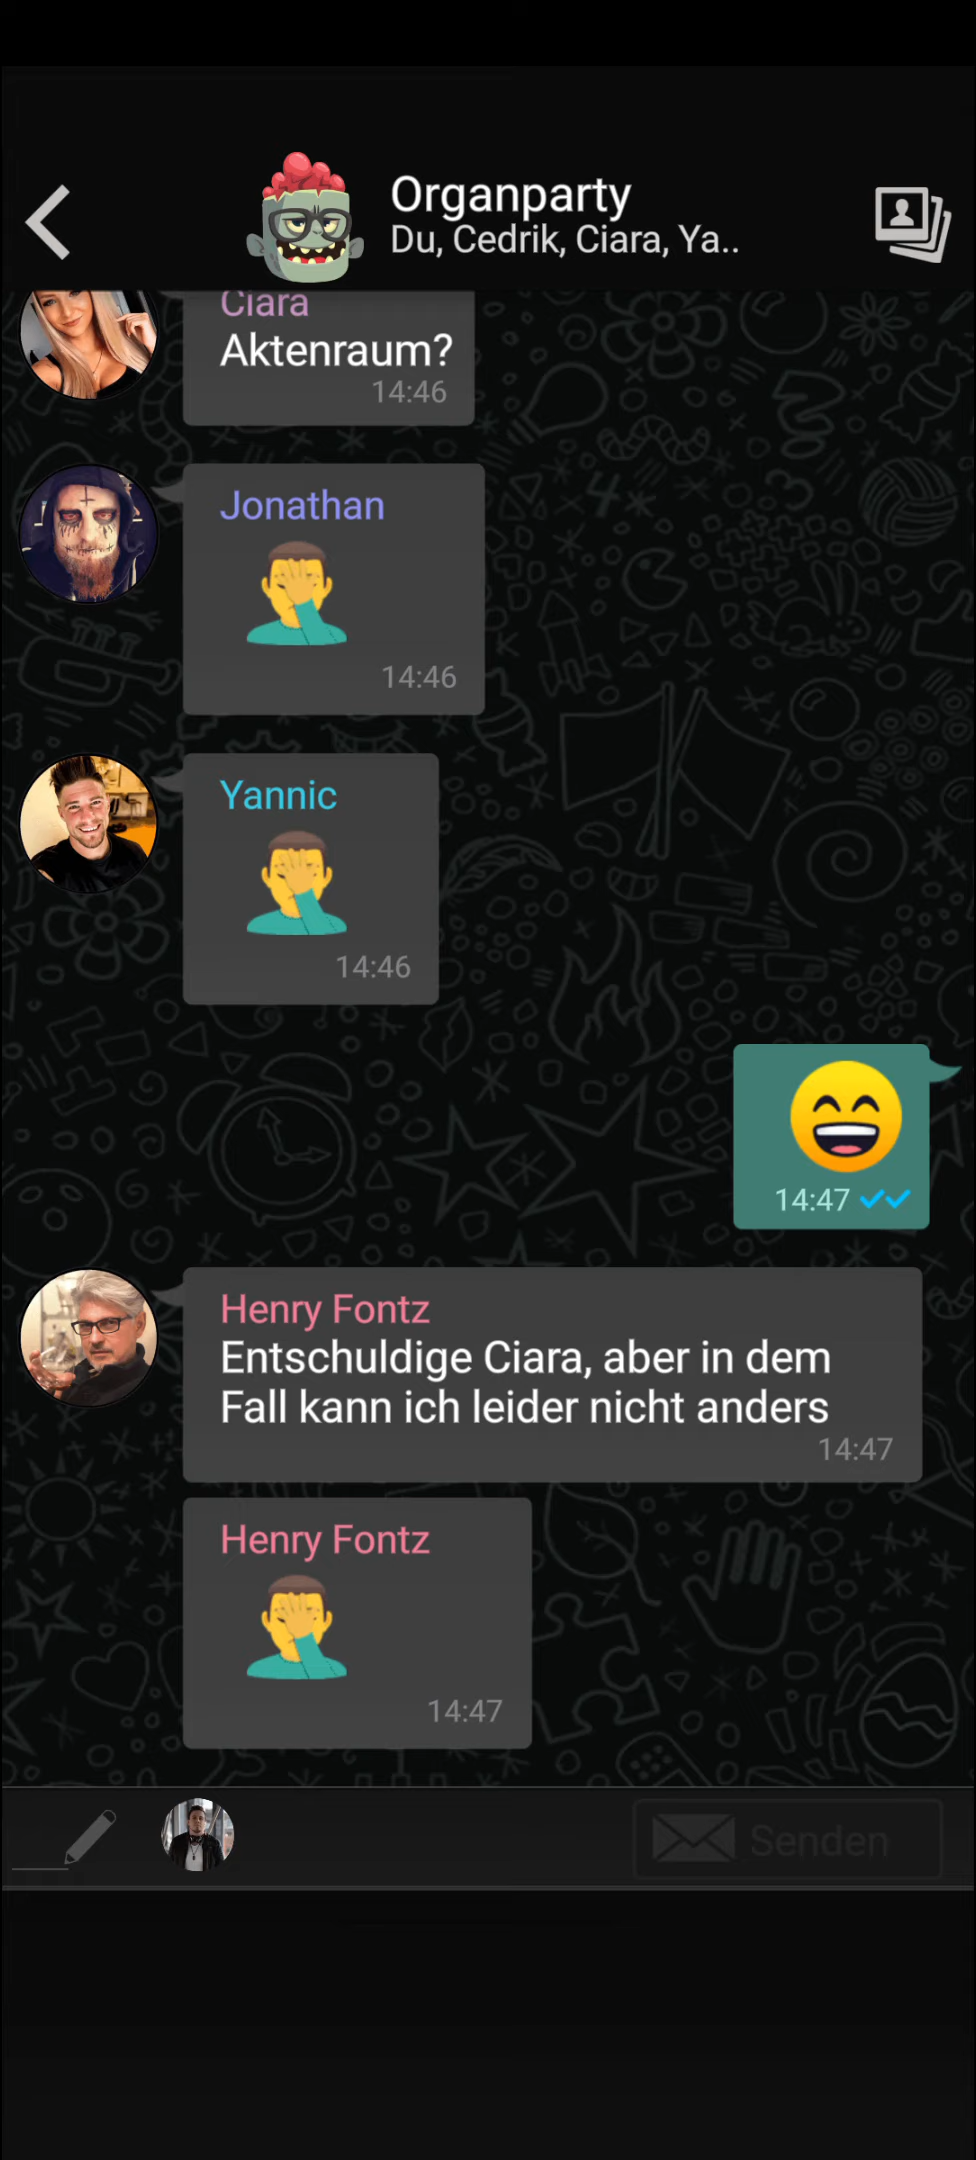 Organparty
Du, Cedrik, Ciara, Ya..
Ciara
Aktenraum?
14:46
Jonathan
🤦‍♂️
14:46
Yannic
🤦‍♂️
14:46
😄
14:47
Henry Fontz
Entschuldige Ciara, aber in dem
Fall kann ich leider nicht anders
14:47
Henry Fontz
🤦‍♂️
14:47
Senden